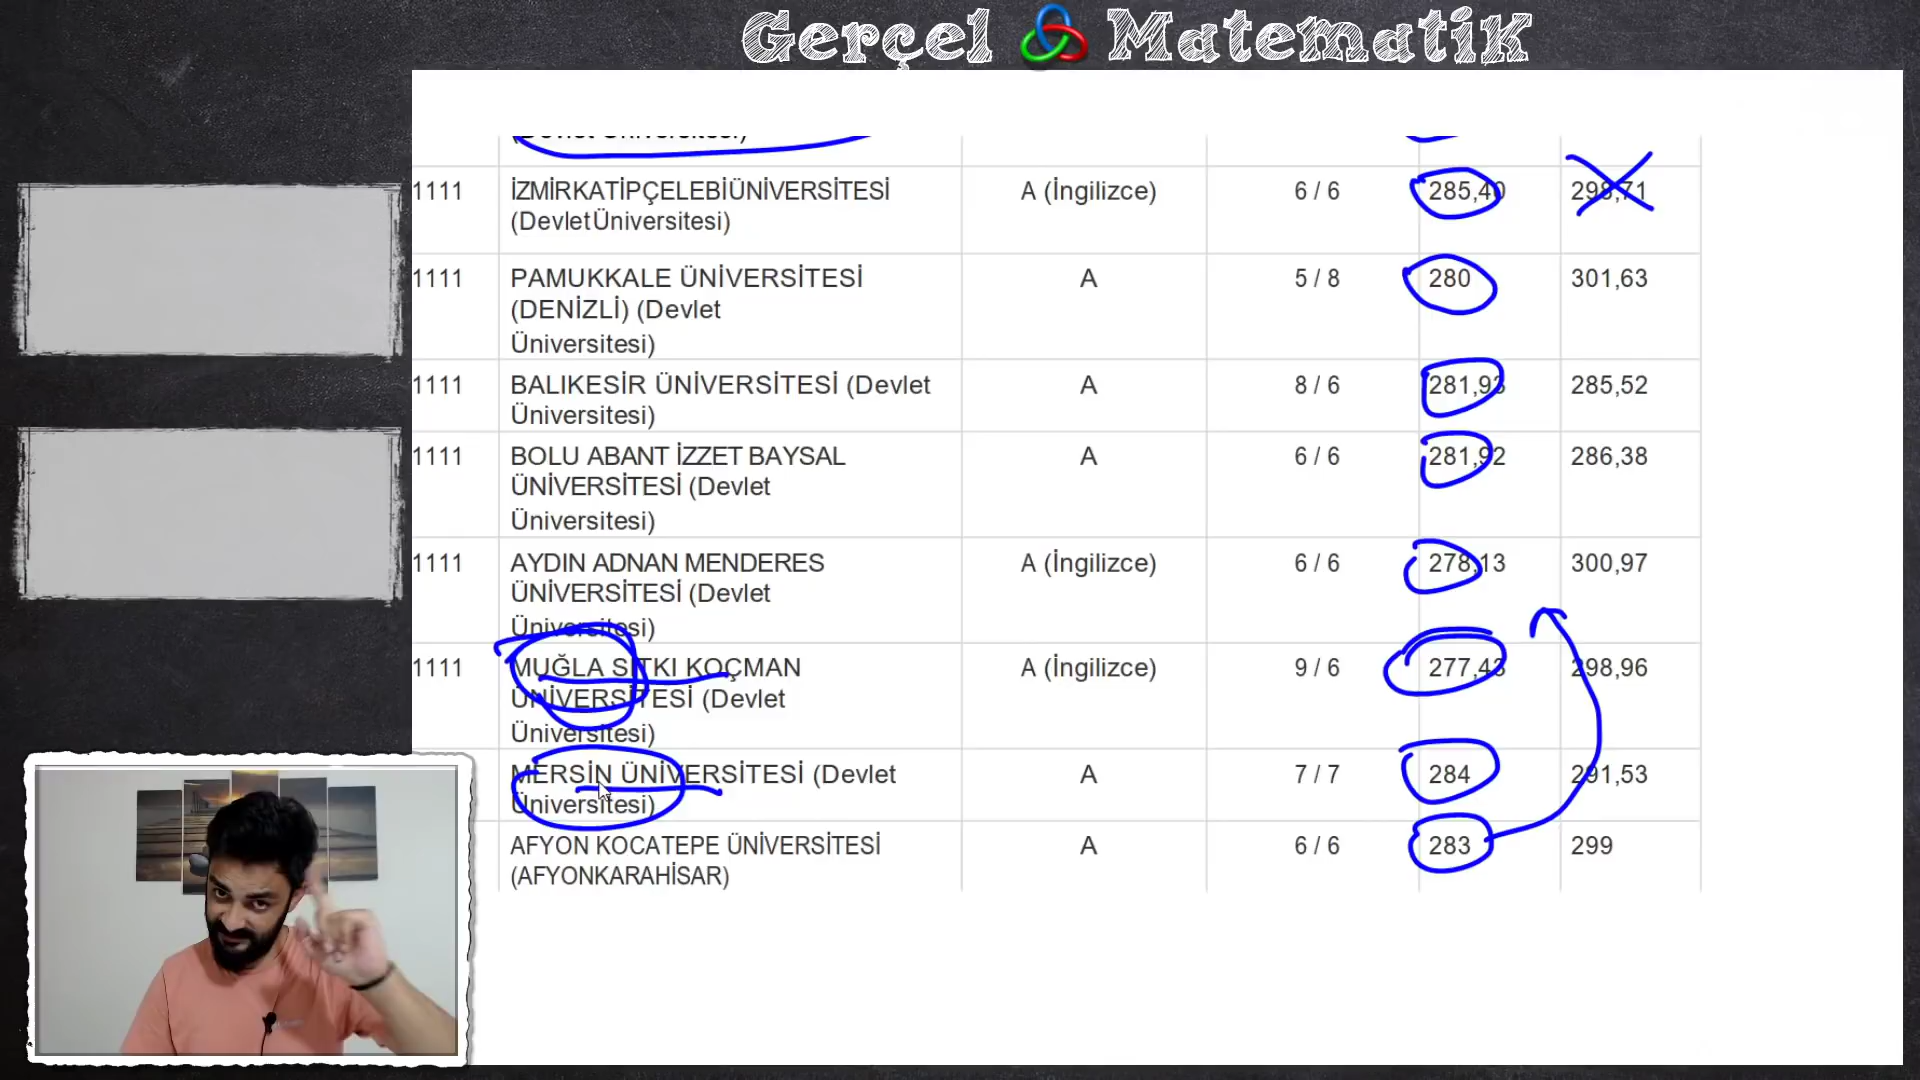 Gerçel Matematik
(Devlet Üniversitesi)
1111 İZMİRKATİPÇELEBİÜNİVERSİTESİ A (İngilizce) 6 / 6 285,40 298,71
(DevletÜniversitesi)
1111 PAMUKKALE ÜNİVERSİTESİ A 5 / 8 280 301,63
(DENİZLİ) (Devlet
Üniversitesi)
1111 BALIKESİR ÜNİVERSİTESİ (Devlet A 8 / 6 281,93 285,52
Üniversitesi)
1111 BOLU ABANT İZZET BAYSAL A 6 / 6 281,92 286,38
ÜNİVERSİTESİ (Devlet
Üniversitesi)
1111 AYDIN ADNAN MENDERES A (İngilizce) 6 / 6 278,13 300,97
ÜNİVERSİTESİ (Devlet
Üniversitesi)
1111 MUĞLA SITKI KOÇMAN A (İngilizce) 9 / 6 277,43 298,96
ÜNİVERSİTESİ (Devlet
Üniversitesi)
MERSİN ÜNİVERSİTESİ (Devlet A 7 / 7 284 291,53
Üniversitesi)
AFYON KOCATEPE ÜNİVERSİTESİ A 6 / 6 283 299
(AFYONKARAHİSAR)